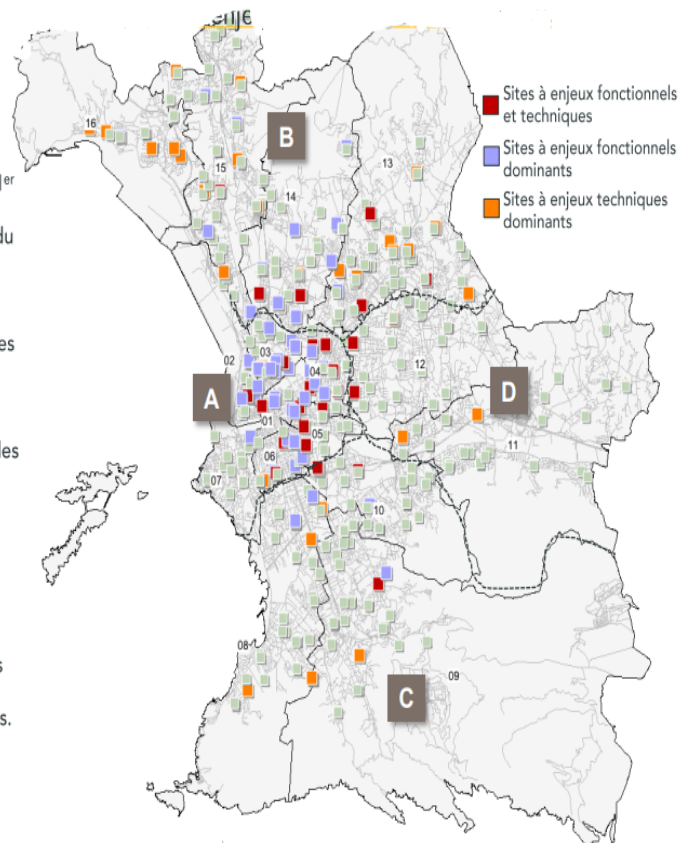 Sites à enjeux fonctionnels
et techniques
Sites à enjeux fonctionnels
dominants
Sites à enjeux techniques
dominants
16
B
13
15
14
er
du
es
02
03
04
12
A
D
01
05
11
06
07
les
10
08
09
C
s
s.